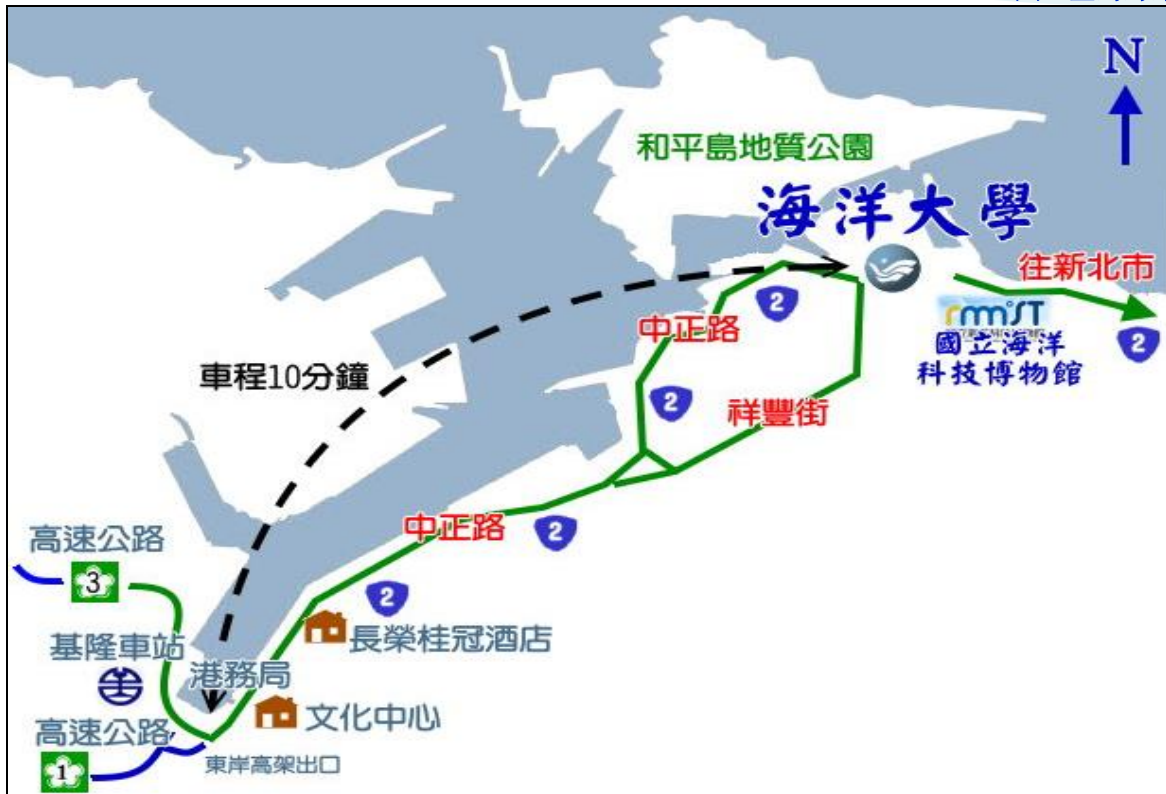 N
和平島地質公園
海洋大學
往新北市
2
2
中正路
國立海洋
科技博物館
車程10分鐘
2
祥豐街
中正路
2
高速公路
3
2
長榮桂冠酒店
基隆車站
港務局
文化中心
高速公路
東岸高架出口
1